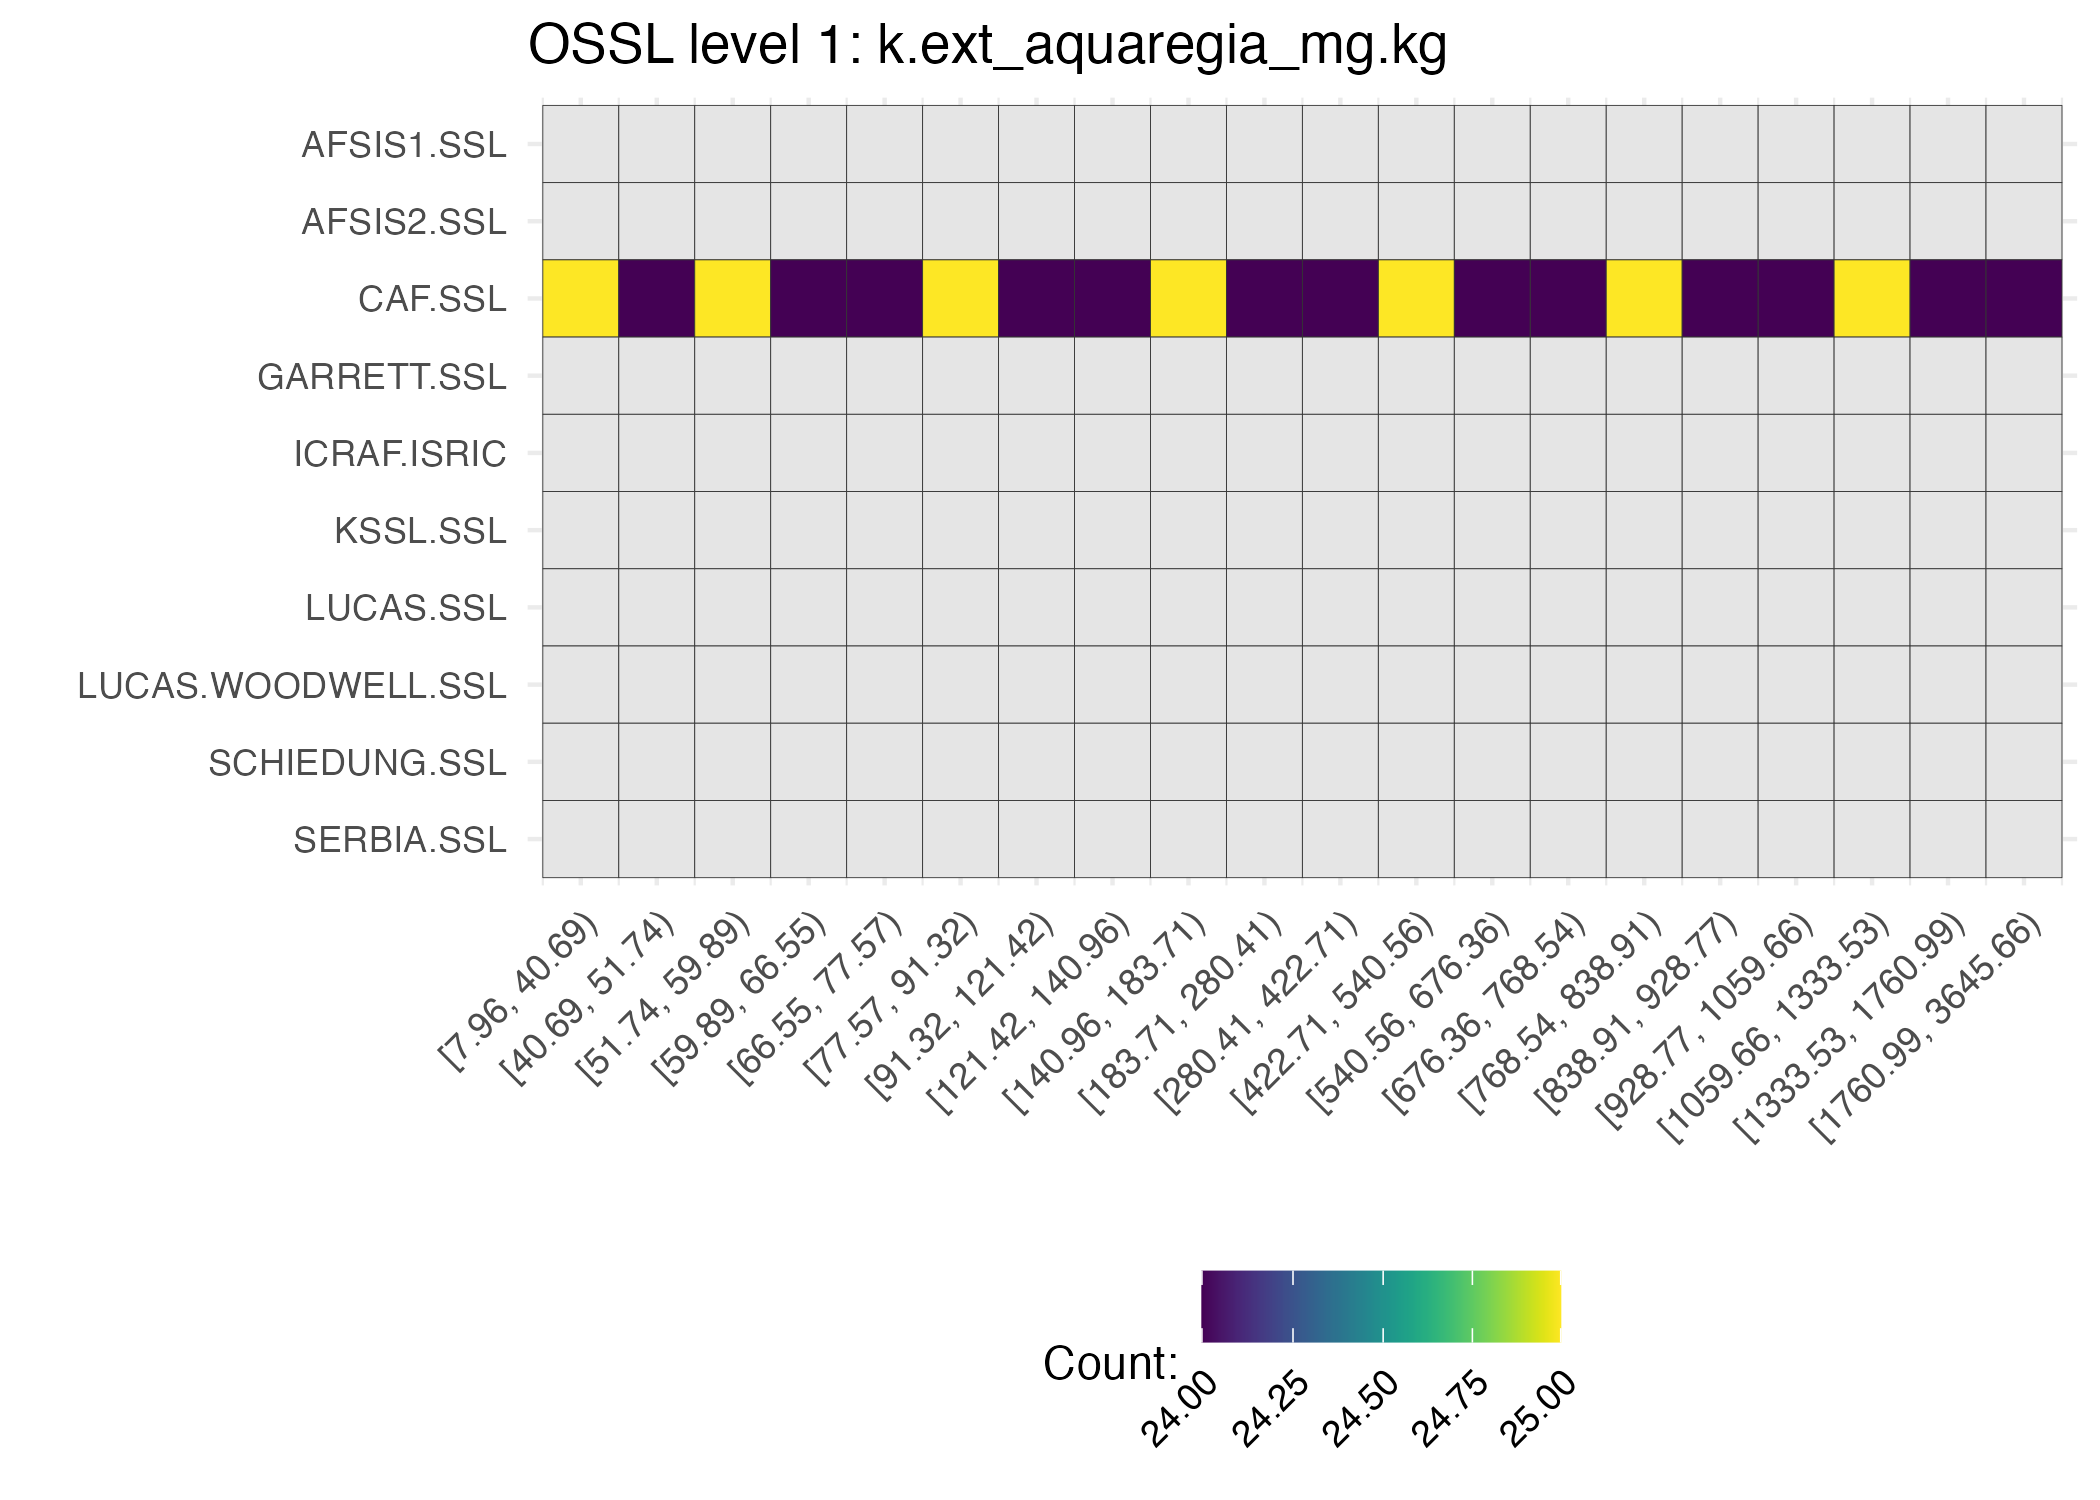 OSSL level 1: k.ext_aquaregia_mg.kg
AFSIS1.SSL
AFSIS2.SSL
CAF.SSL
GARRETT.SSL
ICRAF.ISRIC
KSSL.SSL
LUCAS.SSL
LUCAS.WOODWELL.SSL
SCHIEDUNG.SSL
SERBIA.SSL
[7.96, 40.69)
[40.69, 51.74)
[51.74, 59.89)
[59.89, 66.55)
[66.55, 77.57)
[77.57, 91.32)
[91.32, 121.42)
[121.42, 140.96)
[140.96, 183.71)
[183.71, 280.41)
[280.41, 422.71)
[422.71, 540.56)
[540.56, 676.36)
[676.36, 768.54)
[768.54, 838.91)
[838.91, 928.77)
[928.77, 1059.66)
[1059.66, 1333.53)
[1333.53, 1760.99)
[1760.99, 3645.66)
Count:
24.00
24.25
24.50
24.75
25.00